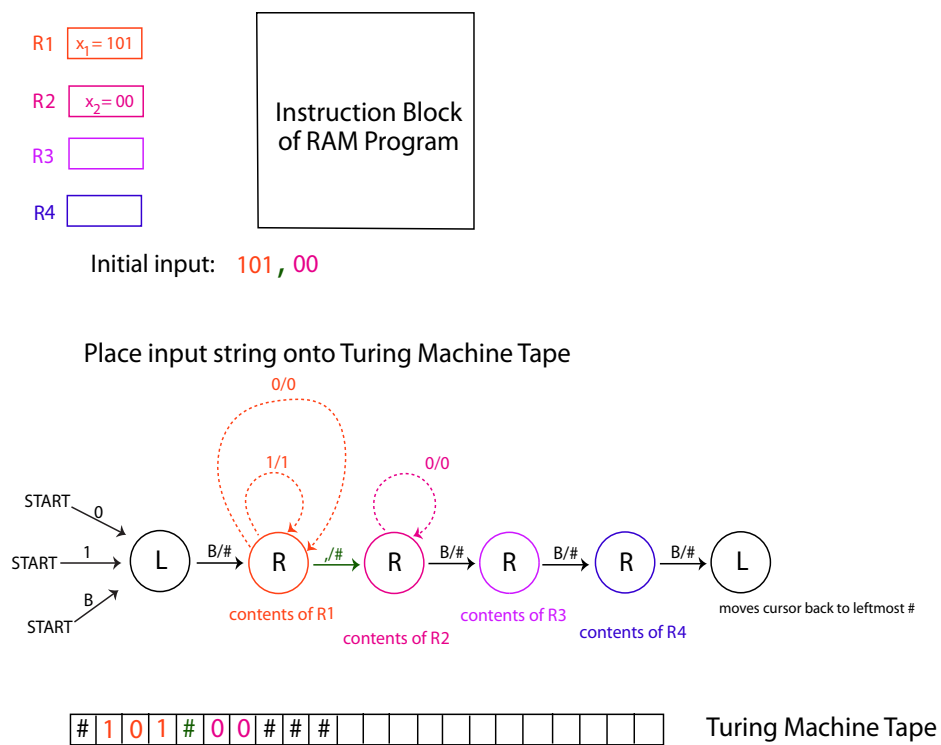 R1 x1= 101
R2 x2= 00
R3
R4
Instruction Block
of RAM Program
Initial input: 101 , 00
Place input string onto Turing Machine Tape
0/0
1/1
0/0
START 0
START 1
START B
L B/# R ,/# R B/# R B/# R B/# L
contents of R1
contents of R2
contents of R3
contents of R4
moves cursor back to leftmost #
# 1 0 1 # 0 0 # # #
Turing Machine Tape